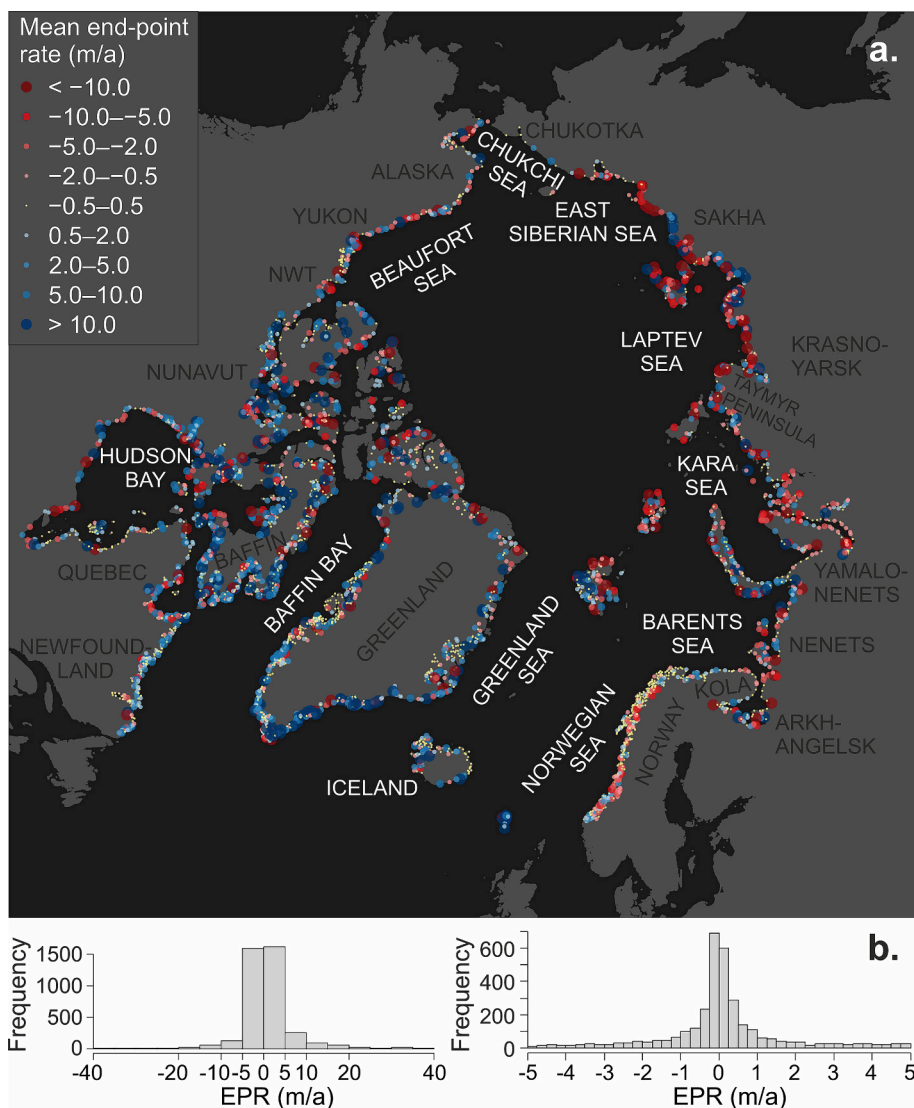 Mean end-point
rate (m/a)
< −10.0
−10.0–−5.0
−5.0–−2.0
−2.0–−0.5
−0.5–0.5
0.5–2.0
2.0–5.0
5.0–10.0
> 10.0
a.
CHUKOTKA
CHUKCHI
SEA
ALASKA
EAST
SIBERIAN SEA
SAKHA
YUKON
BEAUFORT
SEA
NWT
LAPTEV
SEA
KRASNO-
YARSK
NUNAVUT
TAYMYR
PENINSULA
HUDSON
BAY
KARA
SEA
BAFFIN
QUEBEC
BAFFIN BAY
GREENLAND
YAMALO-
NENETS
NEWFOUND-
LAND
GREENLAND
SEA
BARENTS
SEA
NENETS
KOLA
NORWEGIAN
SEA
NORWAY
ARKH-
ANGELSK
ICELAND
b.
Frequency
1500
1000
500
0
-40 -20 -10 -5 0 5 10 20 40
EPR (m/a)
Frequency
600
400
200
0
-5 -4 -3 -2 -1 0 1 2 3 4 5
EPR (m/a)